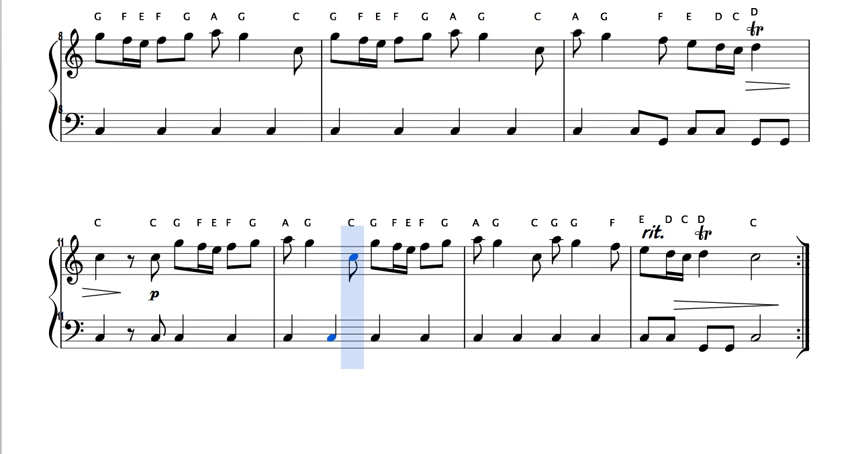 G F E F G A G C G F E F G A G C A G F E D C D
tr
8
8
C C G F E F G A G C G F E F G A G C G G F E D C D C
rit. tr
11
p
11